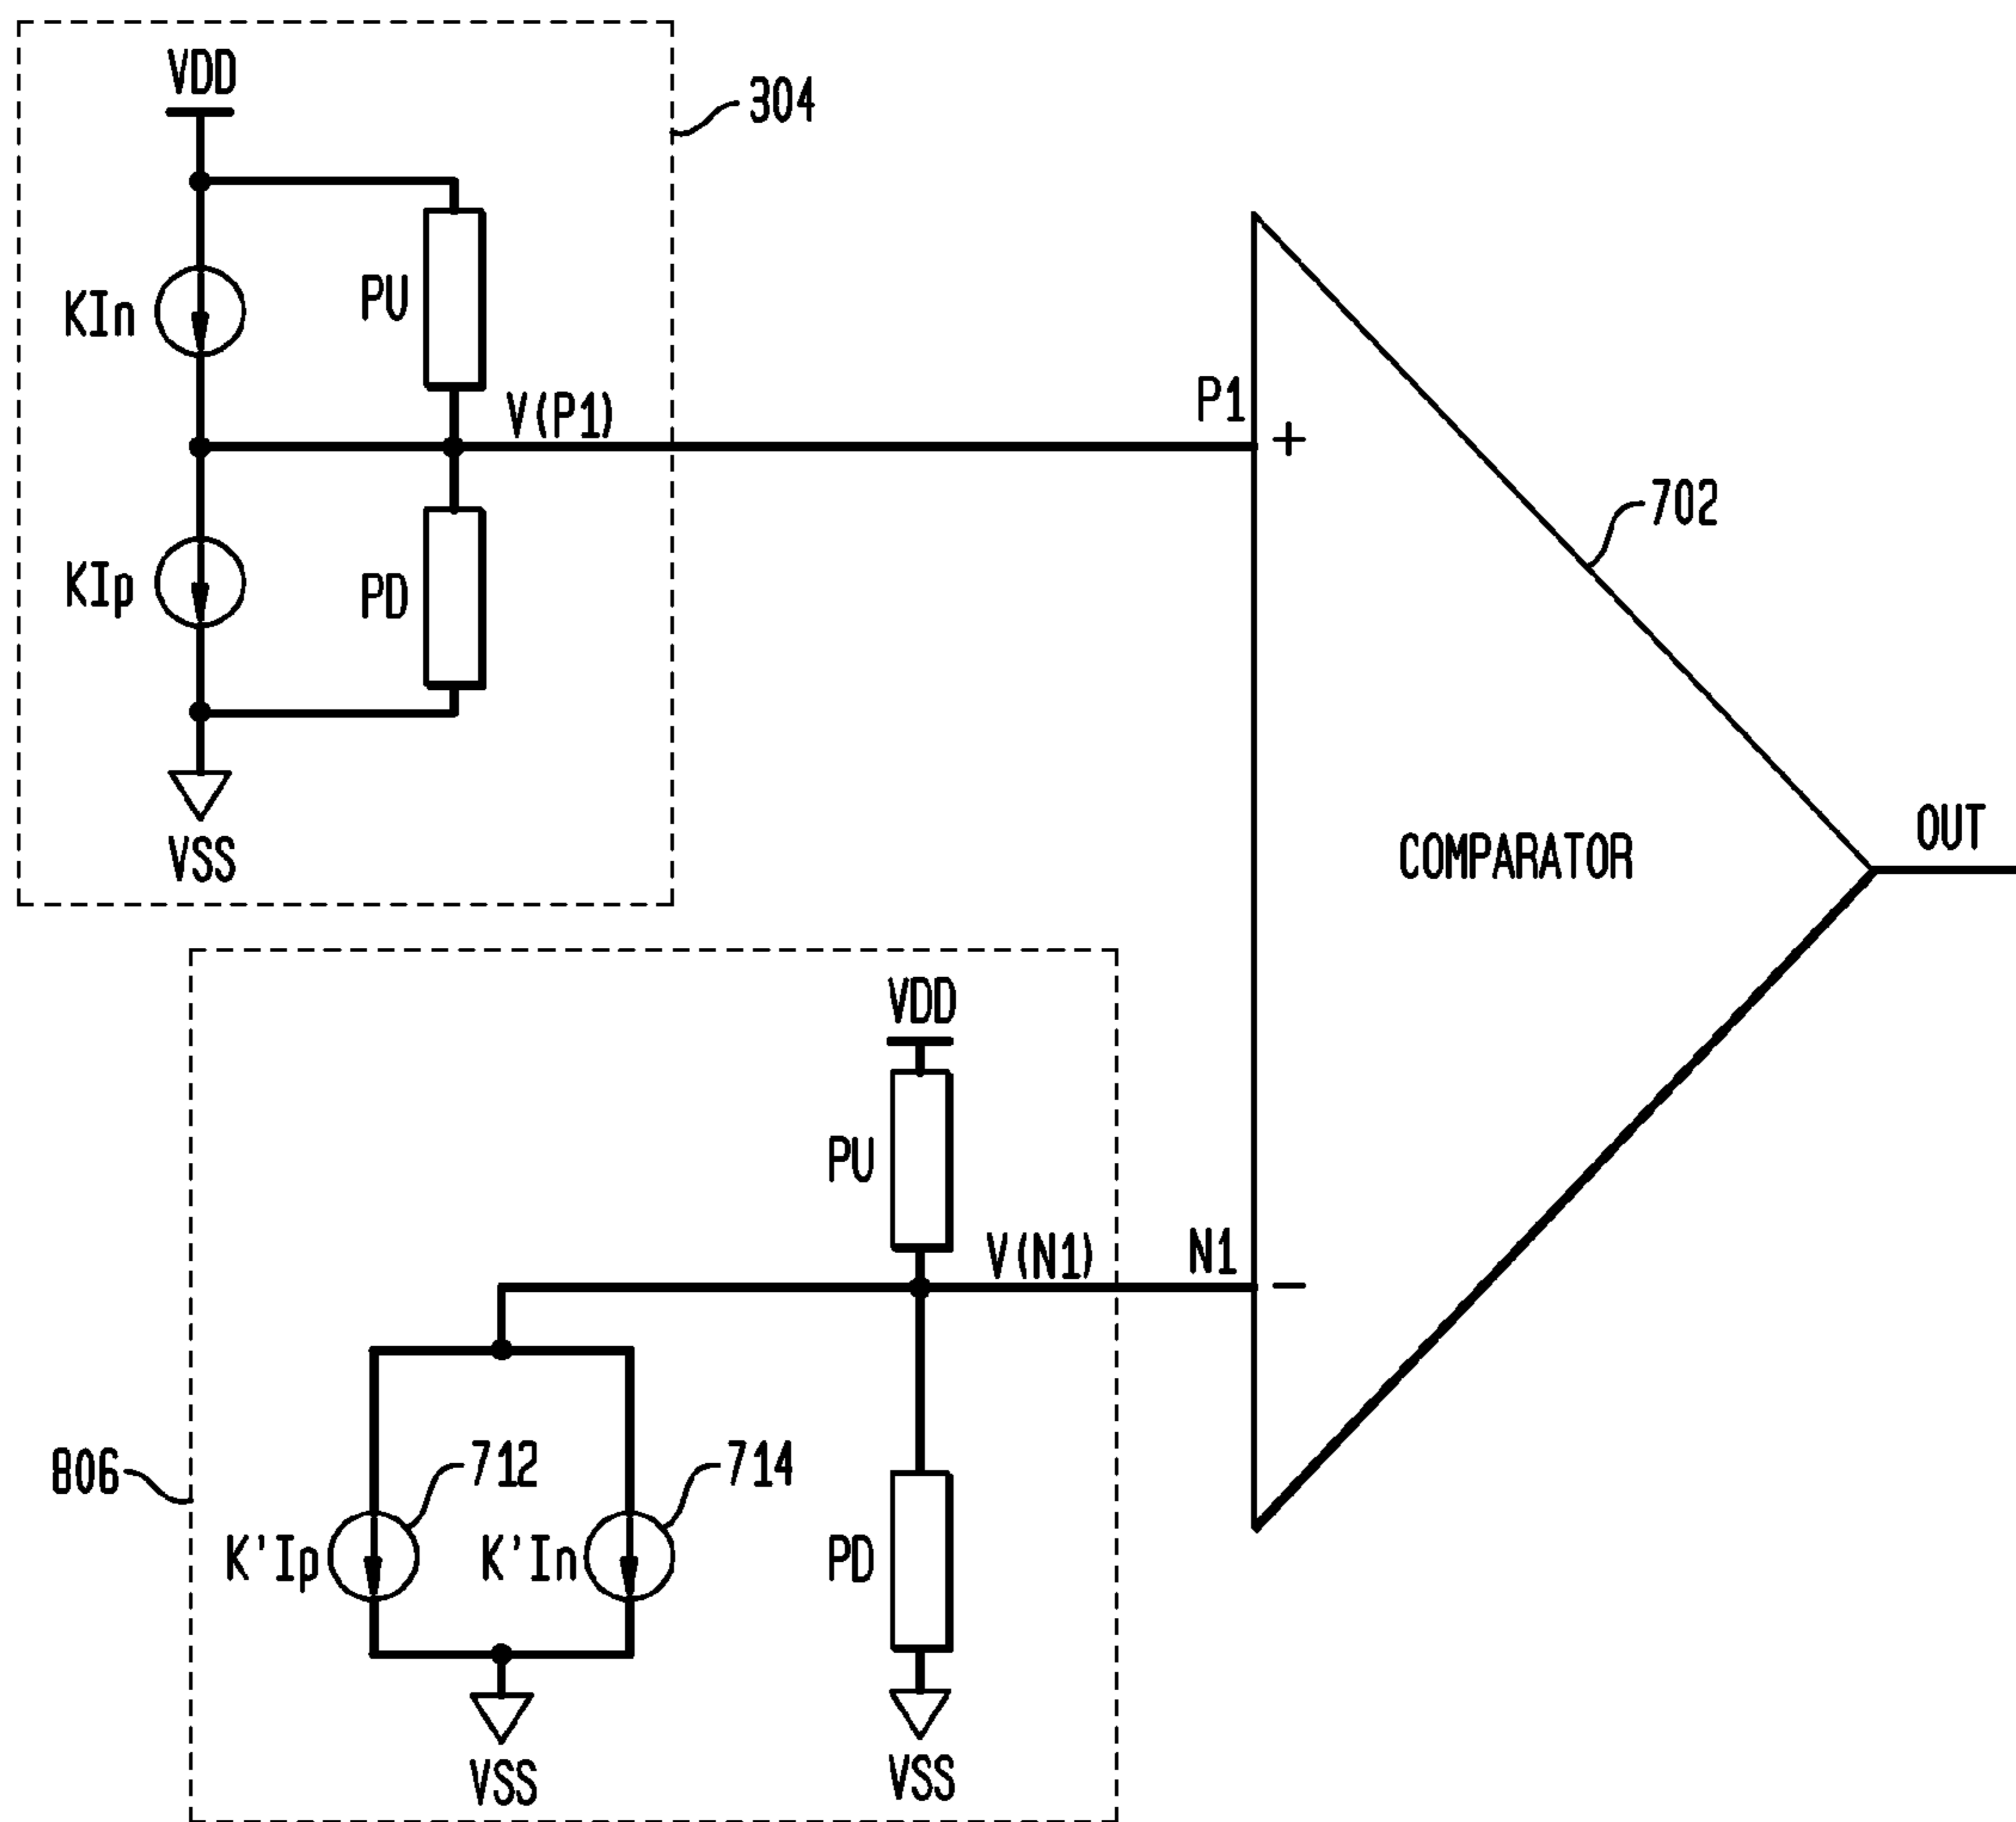 VDD
304
KIn
PU
V(P1)
P1
+
702
KIp
PD
VSS
COMPARATOR
OUT
VDD
PU
V(N1)
N1
−
806
712
714
K'Ip
K'In
PD
VSS
VSS